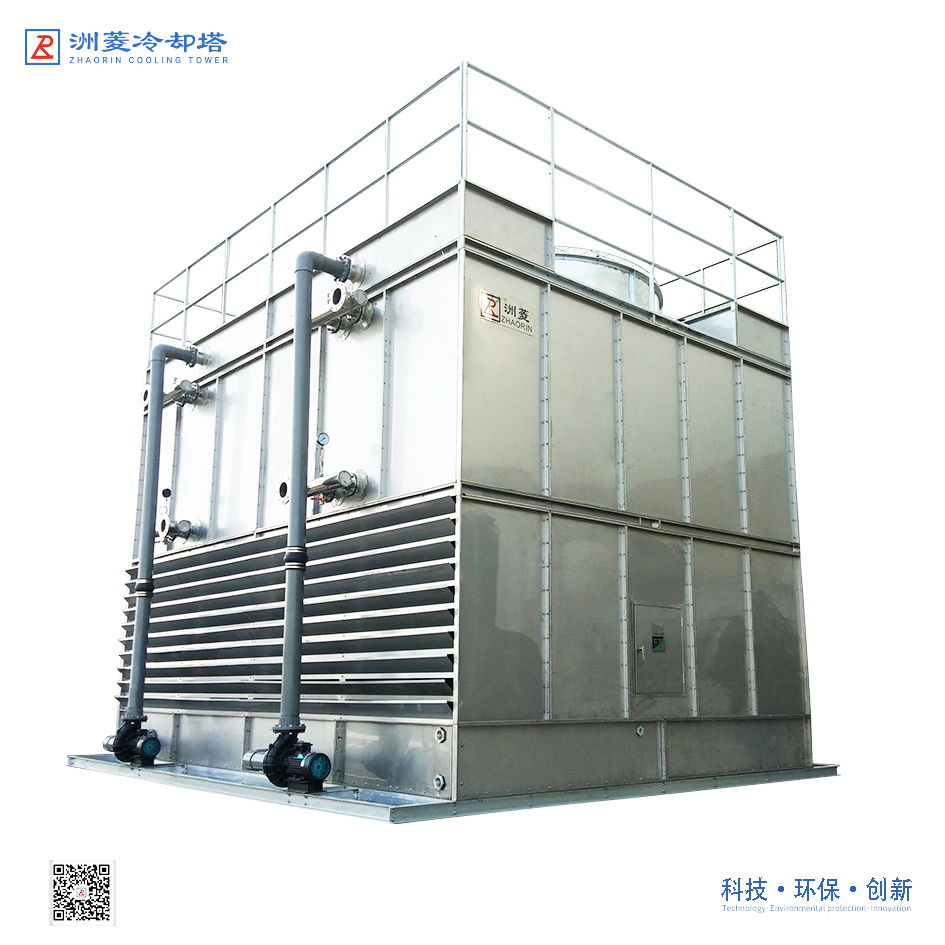 洲菱冷却塔
ZHAORIN COOLING TOWER
洲菱
ZHAORIN
科技·环保·创新
Technology·Environmental protection·Innovation